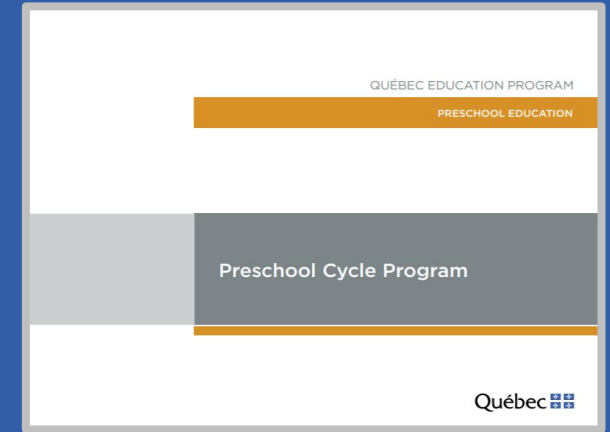 QUÉBEC EDUCATION PROGRAM
PRESCHOOL EDUCATION
Preschool Cycle Program
Québec